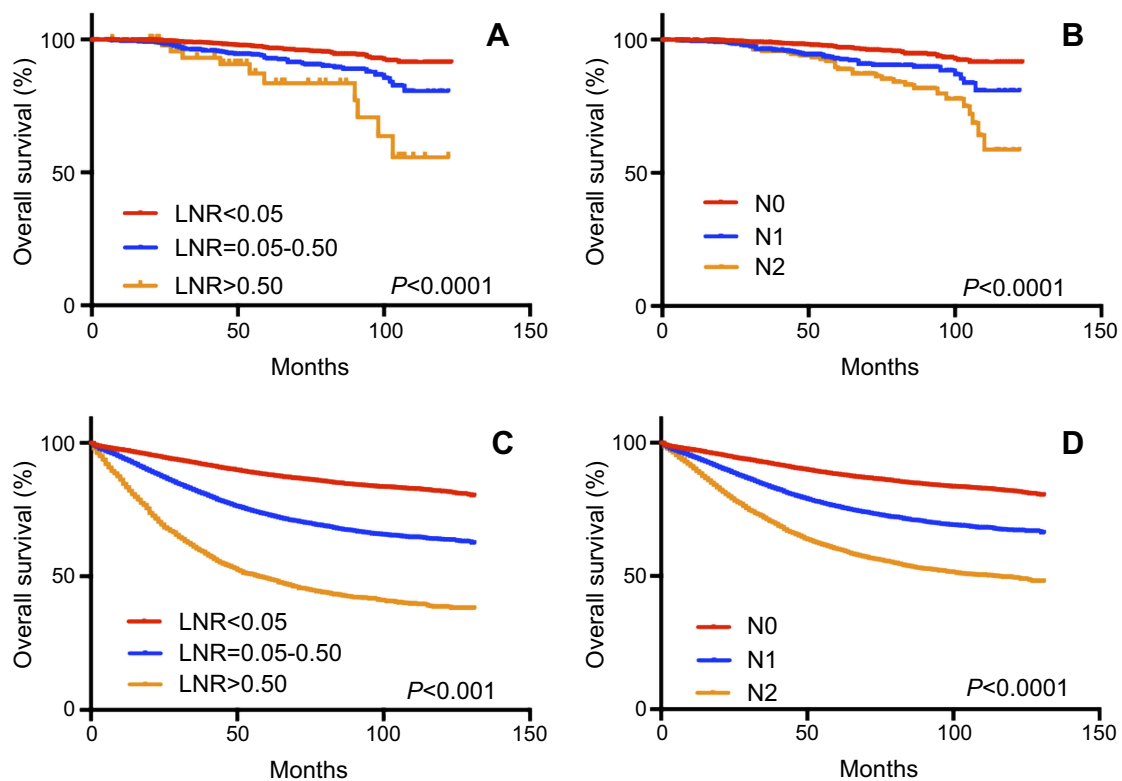 A
Overall survival (%)
100
50
0
LNR<0.05
LNR=0.05-0.50
LNR>0.50
P<0.0001
0 50 100 150
Months
B
Overall survival (%)
100
50
0
N0
N1
N2
P<0.0001
0 50 100 150
Months
C
Overall survival (%)
100
50
0
LNR<0.05
LNR=0.05-0.50
LNR>0.50
P<0.001
0 50 100 150
Months
D
Overall survival (%)
100
50
0
N0
N1
N2
P<0.0001
0 50 100 150
Months